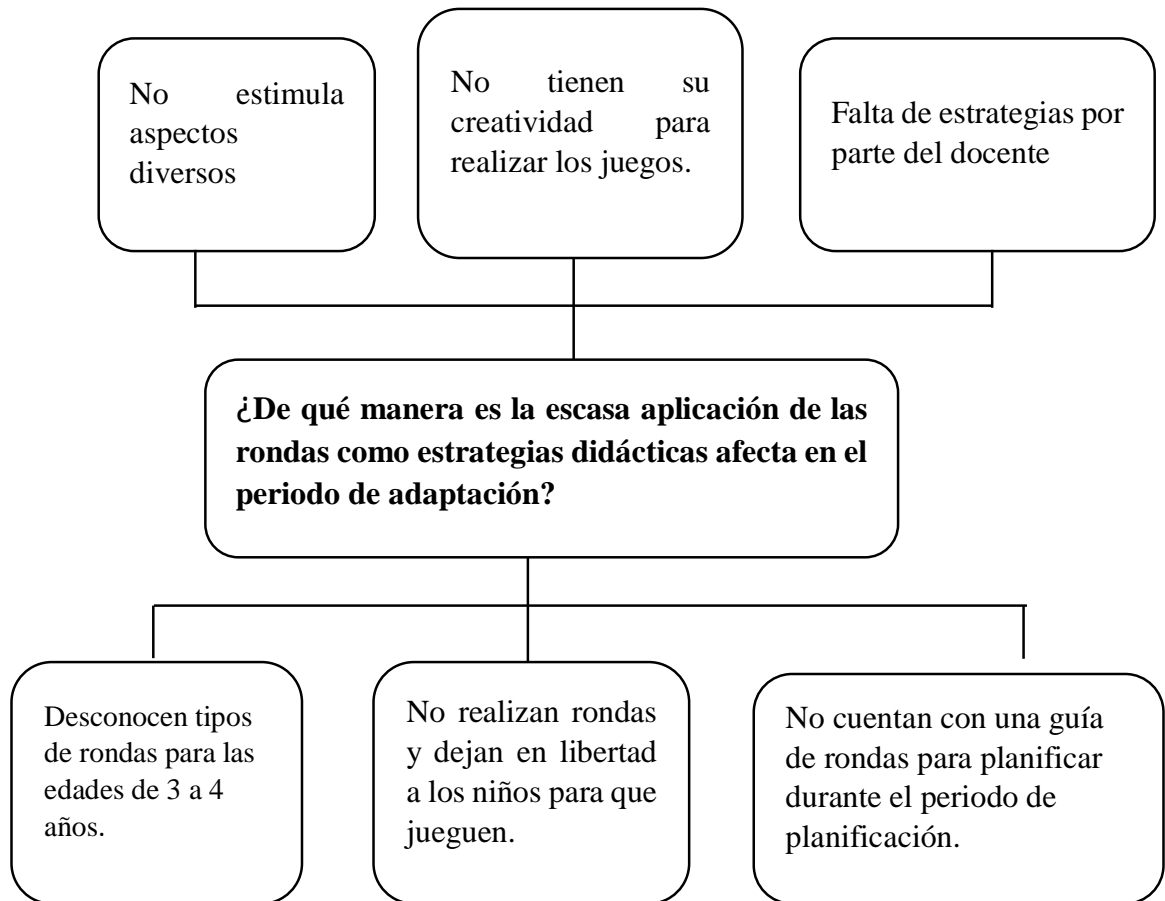 No estimula
aspectos
diversos
No tienen su
creatividad para
realizar los juegos.
Falta de estrategias por
parte del docente
¿De qué manera es la escasa aplicación de las
rondas como estrategias didácticas afecta en el
periodo de adaptación?
Desconocen tipos
de rondas para las
edades de 3 a 4
años.
No realizan rondas
y dejan en libertad
a los niños para que
jueguen.
No cuentan con una guía
de rondas para planificar
durante el periodo de
planificación.